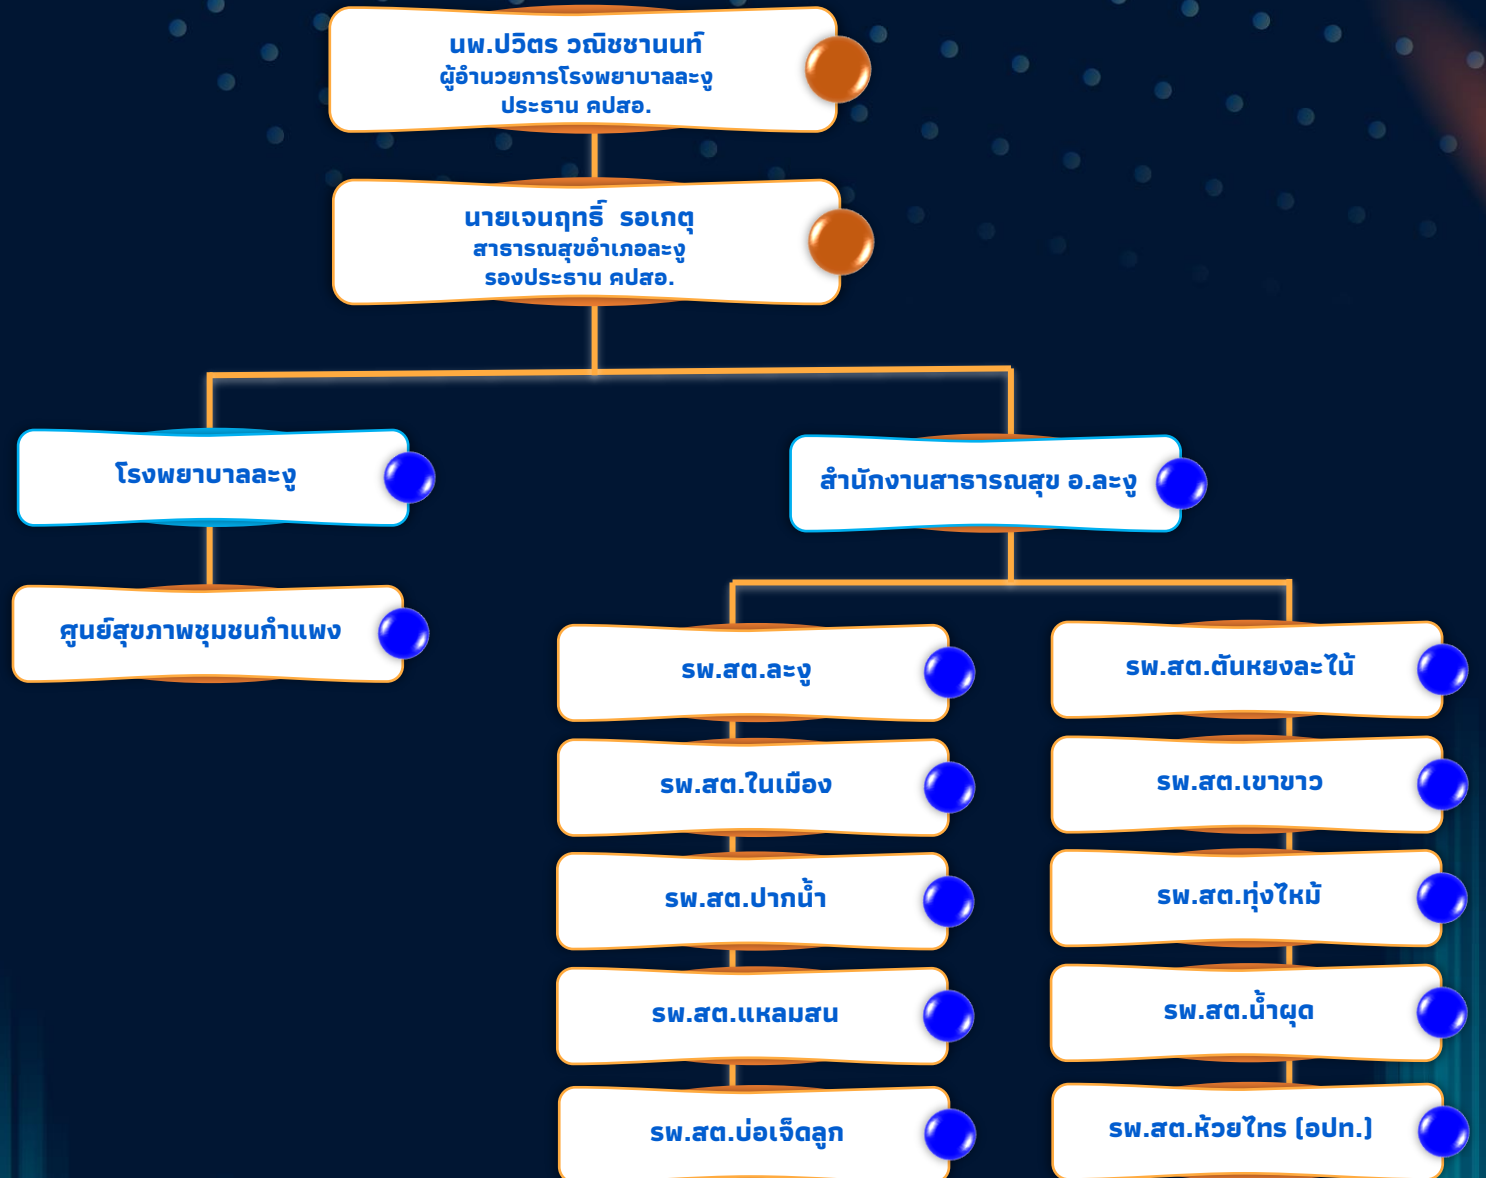 นพ.ปวิตร วณิชชานนท์
ผู้อำนวยการโรงพยาบาลละงู
ประธาน คปสอ.
นายเจนฤทธิ์ รอเกตุ
สาธารณสุขอำเภอละงู
รองประธาน คปสอ.
โรงพยาบาลละงู
สำนักงานสาธารณสุข อ.ละงู
ศูนย์สุขภาพชุมชนกำแพง
รพ.สต.ละงู
รพ.สต.ตันหยงละไน้
รพ.สต.ในเมือง
รพ.สต.เขาขาว
รพ.สต.ปากน้ำ
รพ.สต.ทุ่งไหม้
รพ.สต.แหลมสน
รพ.สต.น้ำผุด
รพ.สต.บ่อเจ็ดลูก
รพ.สต.ห้วยไทร (อปท.)